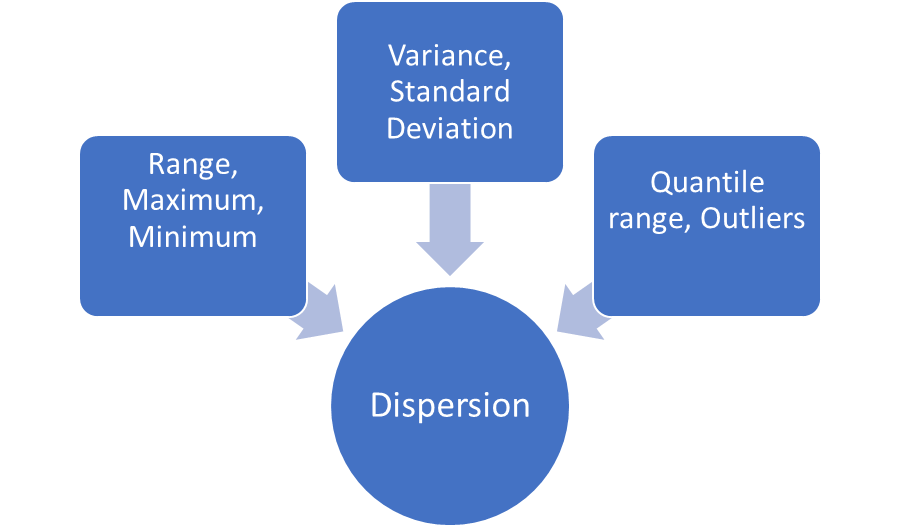 Variance,
Standard
Deviation
Range,
Maximum,
Minimum
Quantile
range, Outliers
Dispersion